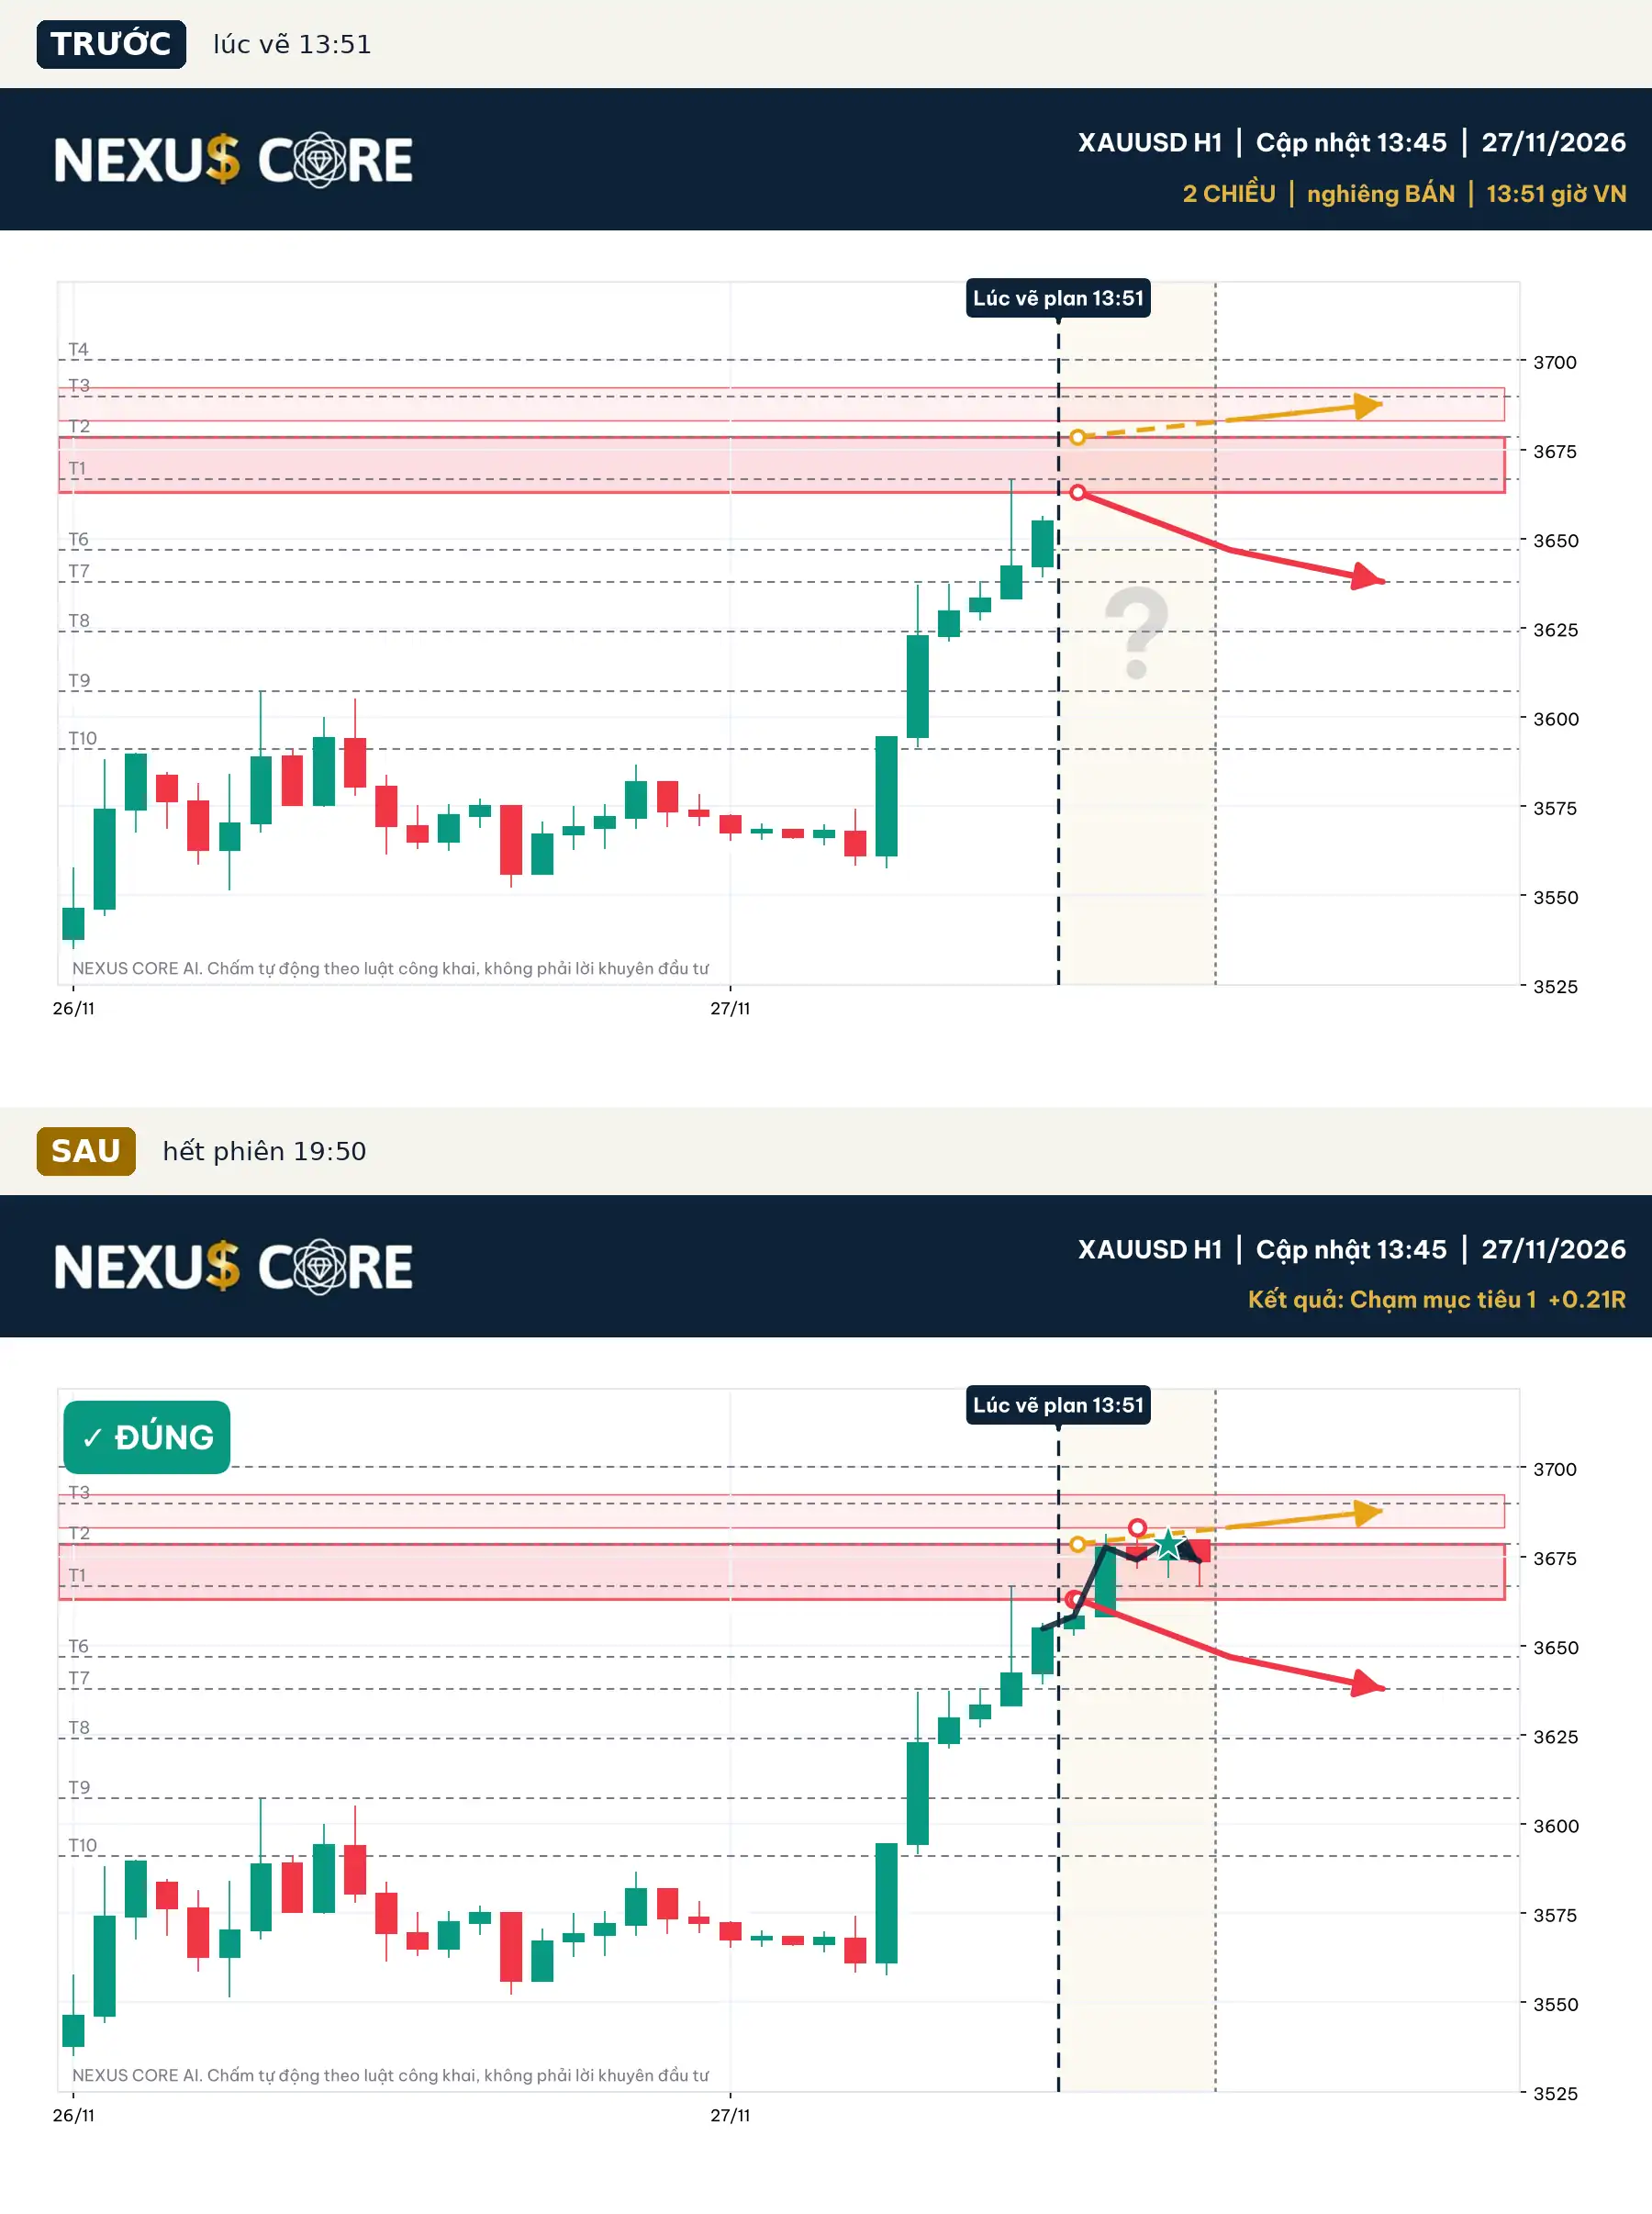 TRƯỚC lúc vẽ 13:51
NEXU$ CORE
XAUUSD H1 | Cập nhật 13:45 | 27/11/2026
2 CHIỀU | nghiêng BÁN | 13:51 giờ VN
Lúc vẽ plan 13:51
T4
3700
T3
T2
3675
T1
T6
3650
T7
?
T8
3625
T9
3600
T10
3575
3550
NEXUS CORE AI. Chấm tự động theo luật công khai, không phải lời khuyên đầu tư
3525
26/11
27/11
SAU hết phiên 19:50
NEXU$ CORE
XAUUSD H1 | Cập nhật 13:45 | 27/11/2026
Kết quả: Chạm mục tiêu 1 +0.21R
Lúc vẽ plan 13:51
✓ ĐÚNG
3700
T3
T2
3675
T1
T6
3650
T7
T8
3625
T9
3600
T10
3575
3550
NEXUS CORE AI. Chấm tự động theo luật công khai, không phải lời khuyên đầu tư
3525
26/11
27/11